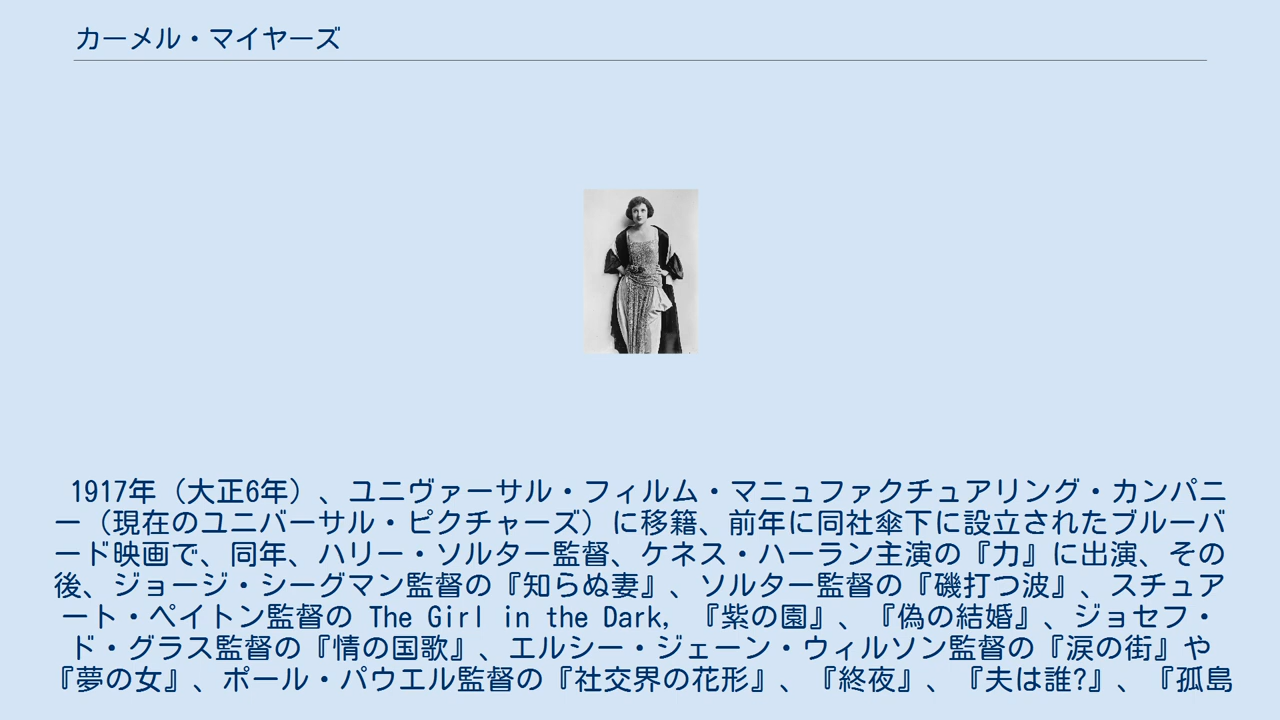 カーメル・マイヤーズ
1917年（大正6年）、ユニヴァーサル・フィルム・マニュファクチュアリング・カンパニ
ー（現在のユニバーサル・ピクチャーズ）に移籍、前年に同社傘下に設立されたブルーバ
ード映画で、同年、ハリー・ソルター監督、ケネス・ハーラン主演の『力』に出演、その
後、ジョージ・シーグマン監督の『知らぬ妻』、ソルター監督の『磯打つ波』、スチュア
ート・ペイトン監督の The Girl in the Dark, 『紫の園』、『偽の結婚』、ジョセフ・
ド・グラス監督の『情の国歌』、エルシー・ジェーン・ウィルソン監督の『涙の街』や
『夢の女』、ポール・パウエル監督の『社交界の花形』、『終夜』、『夫は誰?』、『孤島